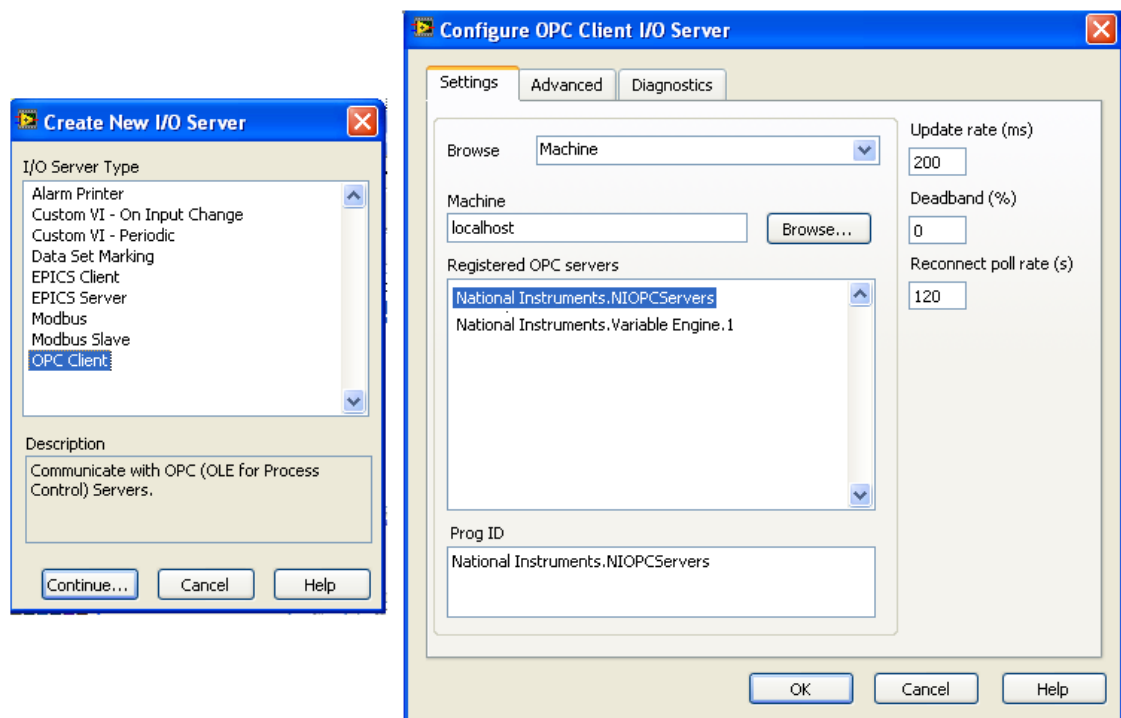 Create New I/O Server
I/O Server Type
Alarm Printer
Custom VI - On Input Change
Custom VI - Periodic
Data Set Marking
EPICS Client
EPICS Server
Modbus
Modbus Slave
OPC Client
Description
Communicate with OPC (OLE for Process
Control) Servers.
Continue...
Cancel
Help
Configure OPC Client I/O Server
Settings
Advanced
Diagnostics
Browse
Machine
Machine
localhost
Browse...
Registered OPC servers
National Instruments.NIOPCServers
National Instruments.Variable Engine.1
Prog ID
National Instruments.NIOPCServers
Update rate (ms)
200
Deadband (%)
0
Reconnect poll rate (s)
120
OK
Cancel
Help